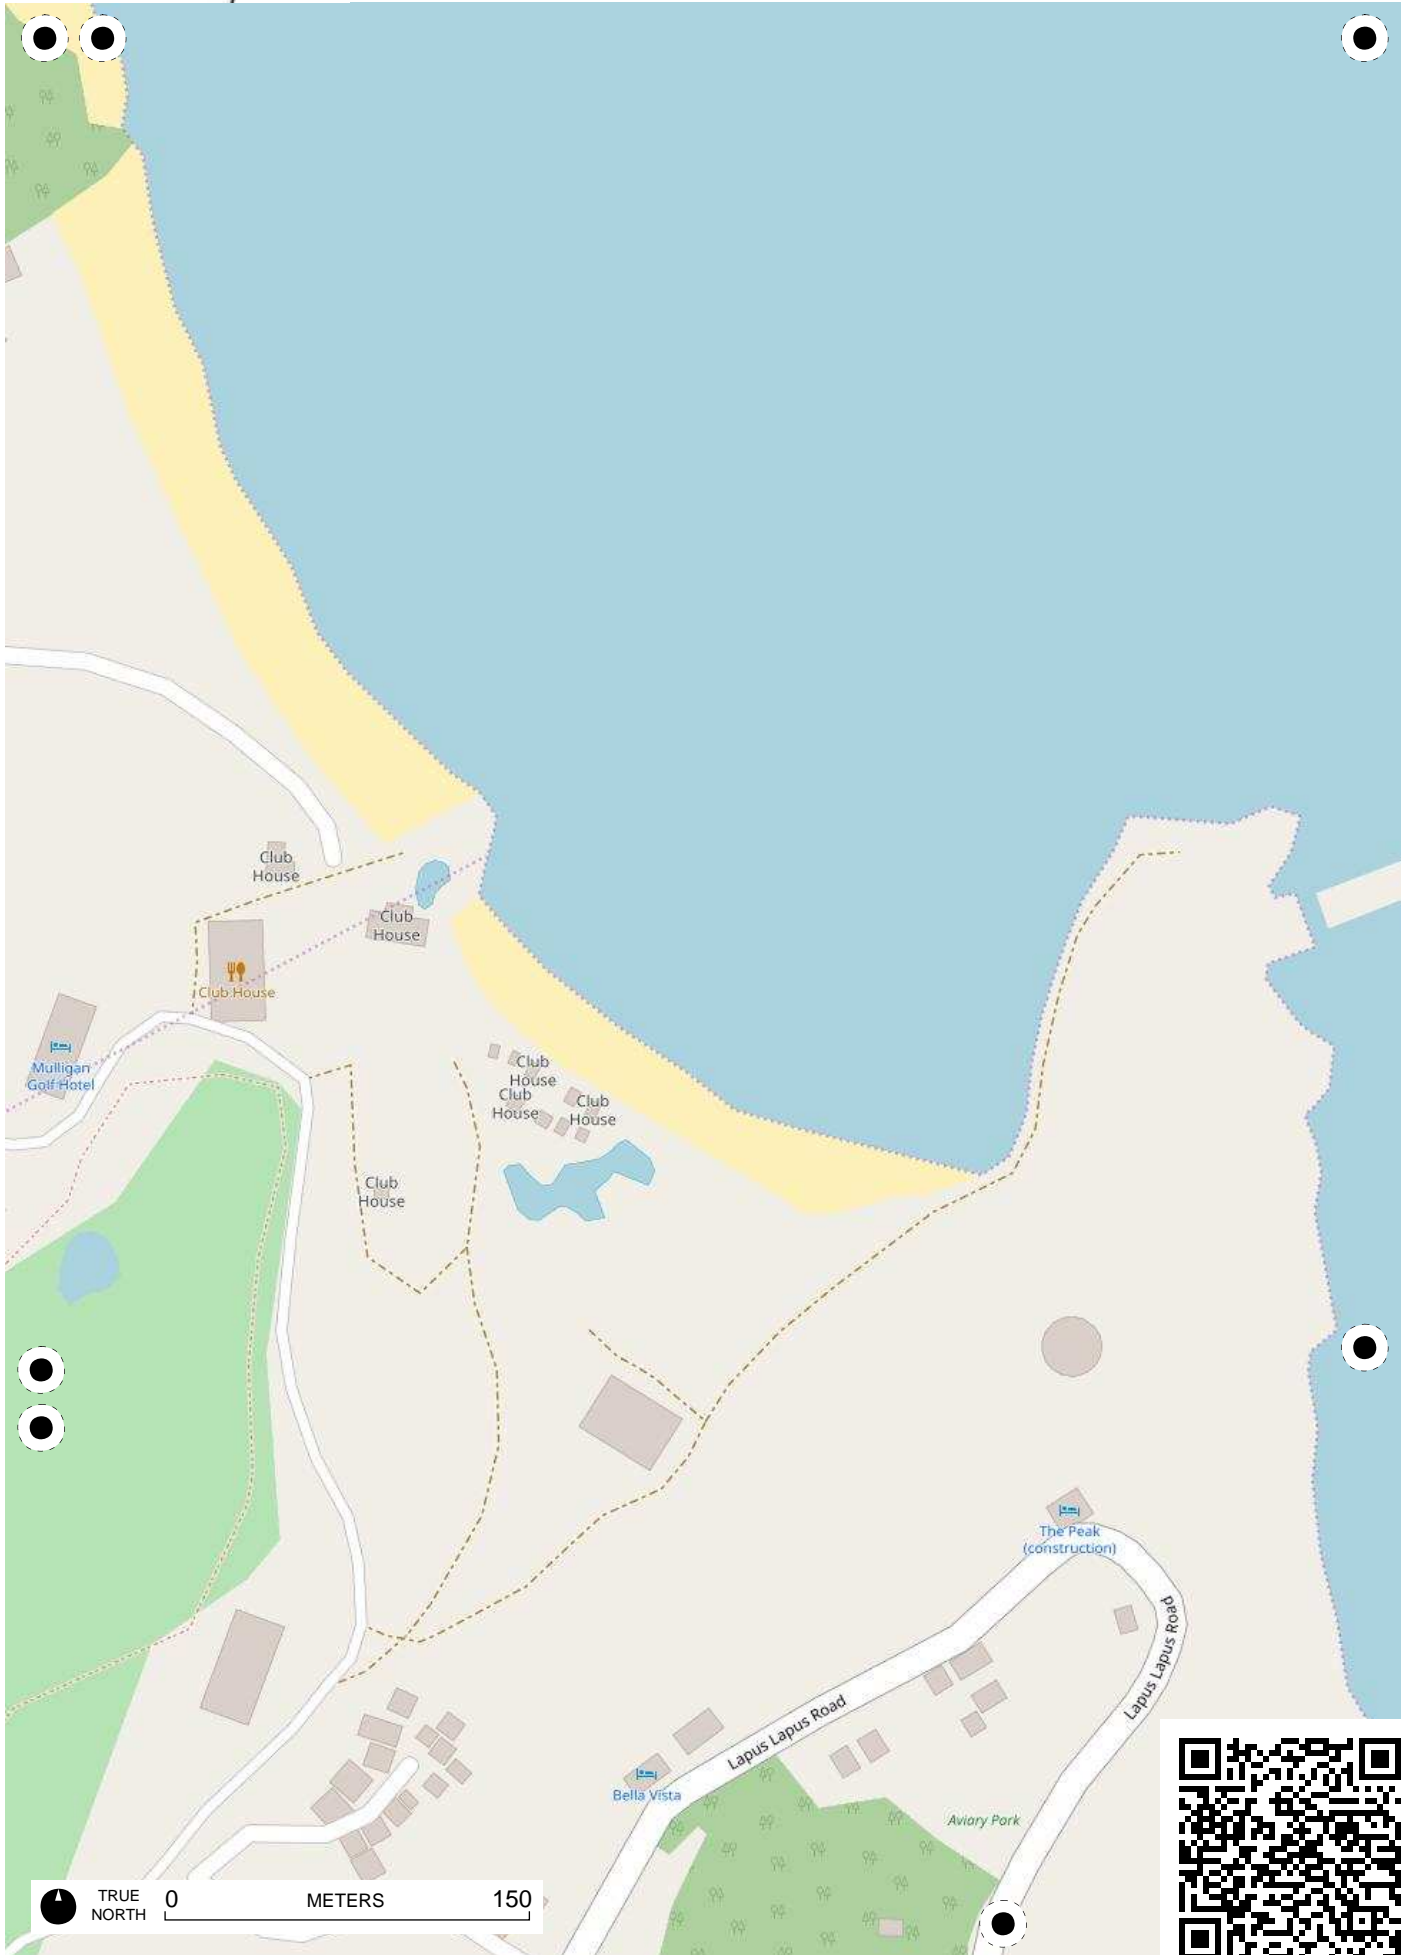 Club
House
Club
House
Club House
Mulligan
Golf Hotel
Club
House
Club
House
Club
House
Club
House
The Peak
(construction)
Lapus Lapus Road
Lapus Lapus Road
Bella Vista
Aviary Park
TRUE
NORTH
0 METERS 150